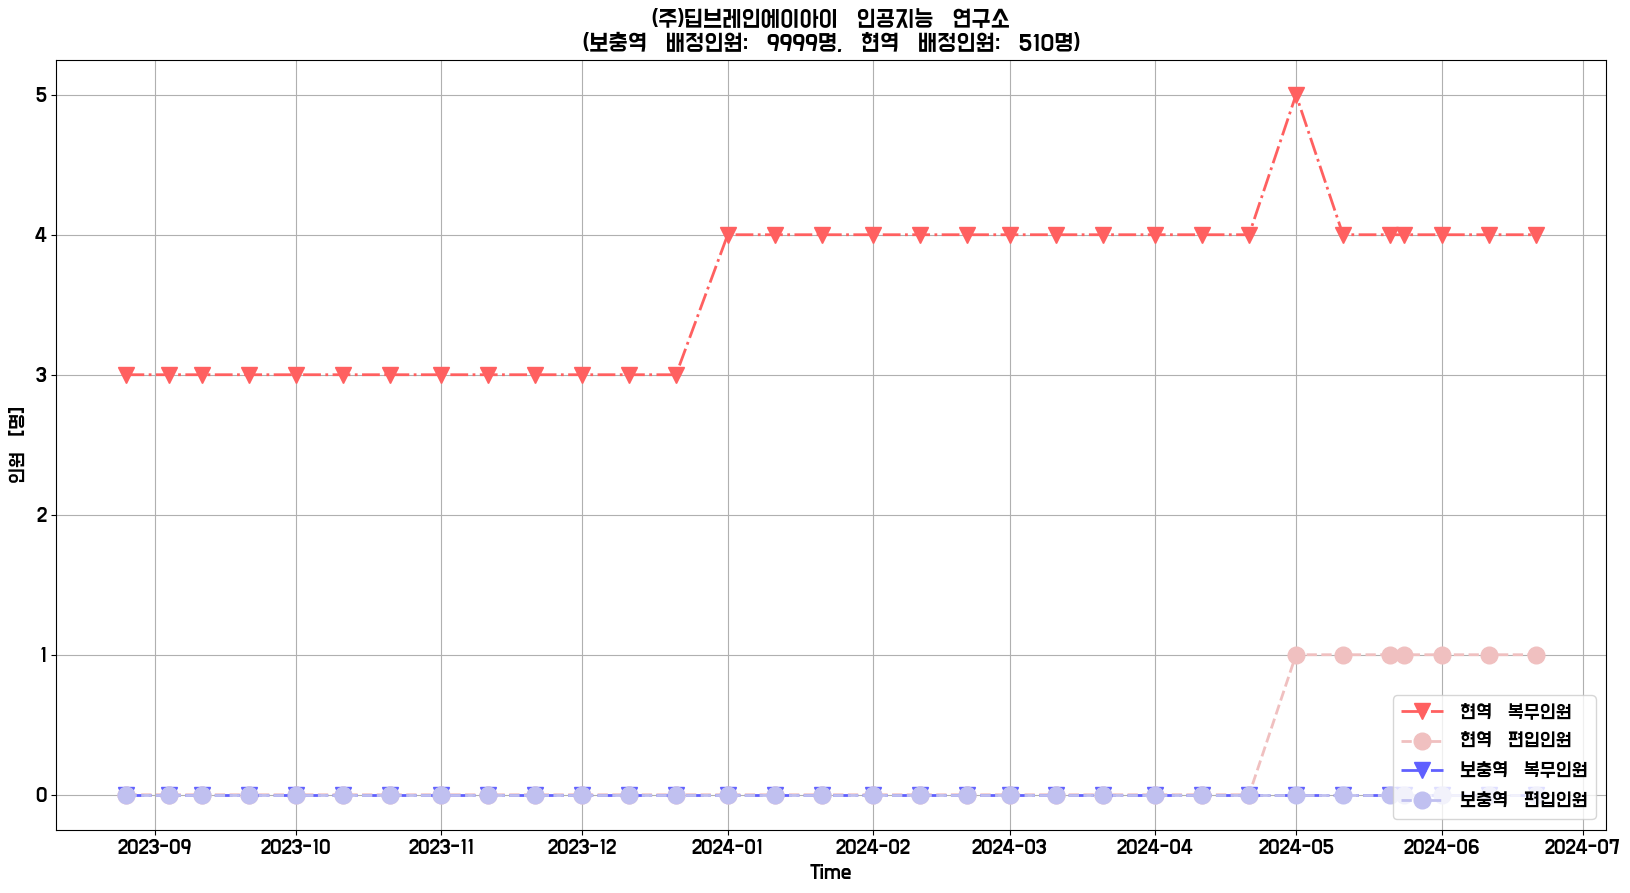 (주)딥브레인에이아이 인공지능 연구소
(보충역 배정인원: 9999명, 현역 배정인원: 510명)
5
4
3
2
1
0
인원 [명]
현역 복무인원
현역 편입인원
보충역 복무인원
보충역 편입인원
2023-09 2023-10 2023-11 2023-12 2024-01 2024-02 2024-03 2024-04 2024-05 2024-06 2024-07
Time